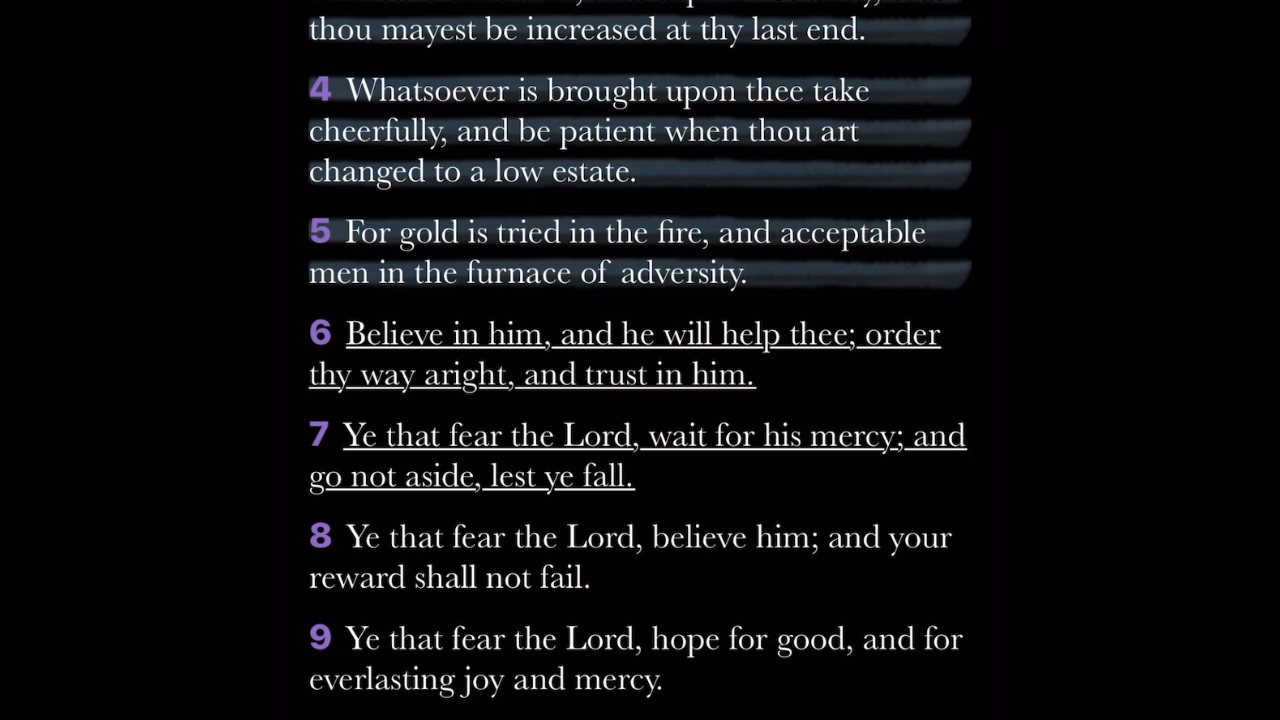 thou mayest be increased at thy last end.
4 Whatsoever is brought upon thee take
cheerfully, and be patient when thou art
changed to a low estate.
5 For gold is tried in the fire, and acceptable
men in the furnace of adversity.
6 Believe in him, and he will help thee; order
thy way aright, and trust in him.
7 Ye that fear the Lord, wait for his mercy; and
go not aside, lest ye fall.
8 Ye that fear the Lord, believe him; and your
reward shall not fail.
9 Ye that fear the Lord, hope for good, and for
everlasting joy and mercy.